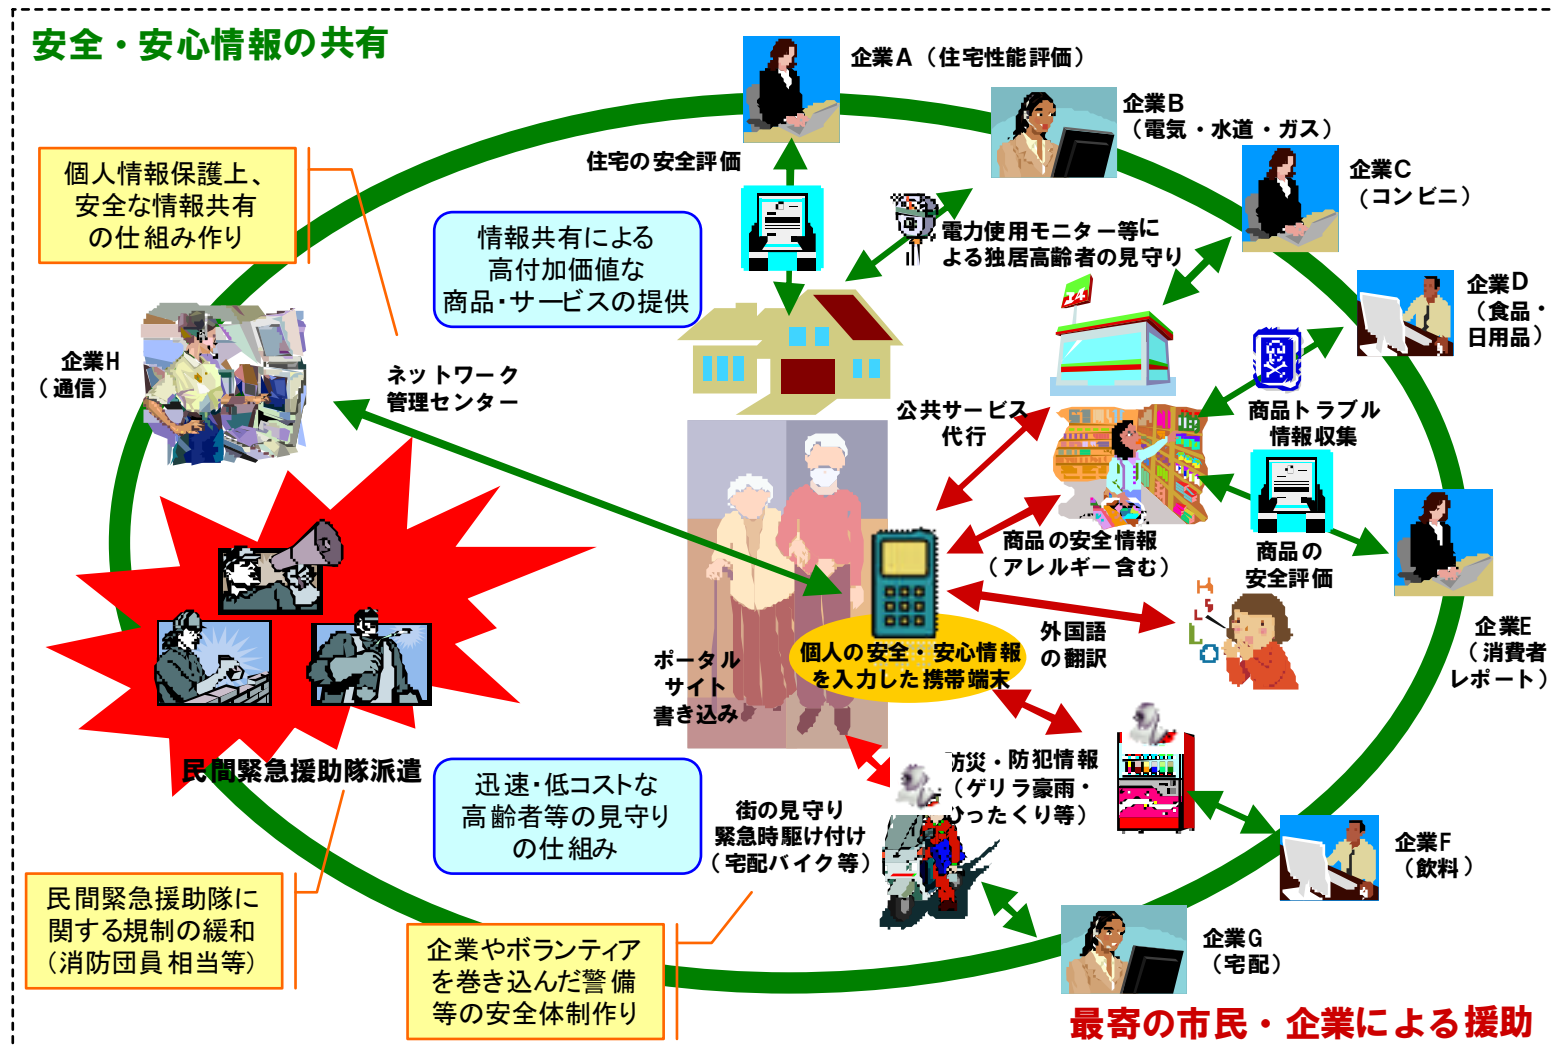 安全・安心情報の共有
企業A（住宅性能評価）
企業B
（電気・水道・ガス）
企業C
（コンビニ）
企業D
（食品・
日用品）
住宅の安全評価
個人情報保護上、
安全な情報共有
の仕組み作り
情報共有による
高付加価値な
商品・サービスの提供
電力使用モニター等に
よる独居高齢者の見守り
14
企業H
（通信）
ネットワーク
管理センター
公共サービス
代行
商品トラブル
情報収集
商品の安全情報
（アレルギー含む）
商品の
安全評価
外国語
の翻訳
企業E
（消費者
レポート）
ポータル
サイト
書き込み
個人の安全・安心情報
を入力した携帯端末
民間緊急援助隊派遣
迅速・低コストな
高齢者等の見守り
の仕組み
街の見守り
緊急時駆け付け
（宅配バイク等）
防災・防犯情報
（ゲリラ豪雨・
ひったくり等）
企業F
（飲料）
民間緊急援助隊に
関する規制の緩和
（消防団員相当等）
企業やボランティア
を巻き込んだ警備
等の安全体制作り
企業G
（宅配）
最寄の市民・企業による援助